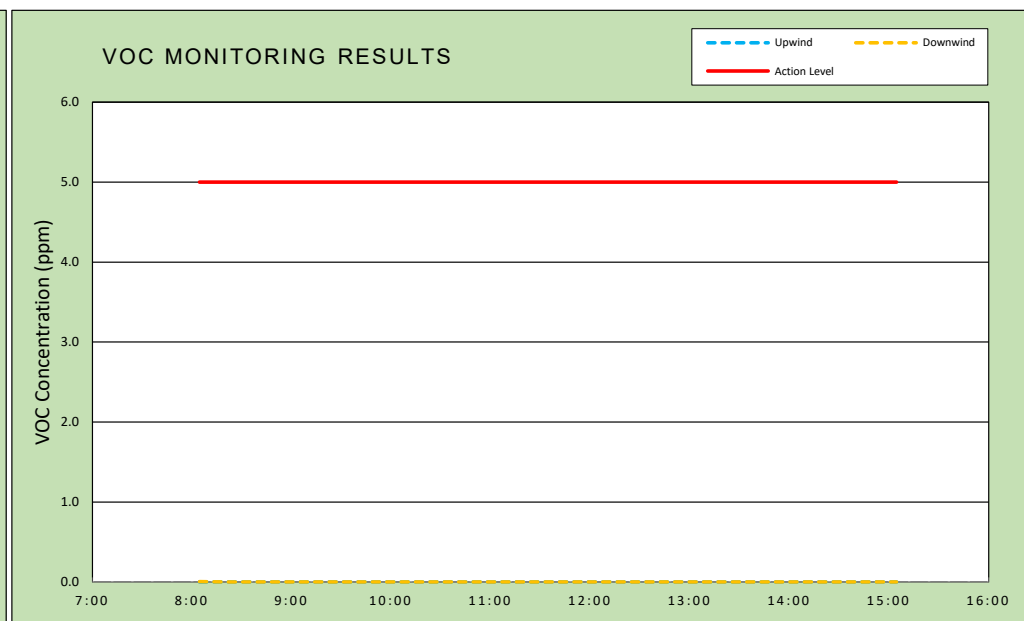 VOC MONITORING RESULTS
Upwind
Downwind
Action Level
VOC Concentration (ppm)
6.0
5.0
4.0
3.0
2.0
1.0
0.0
7:00 8:00 9:00 10:00 11:00 12:00 13:00 14:00 15:00 16:00